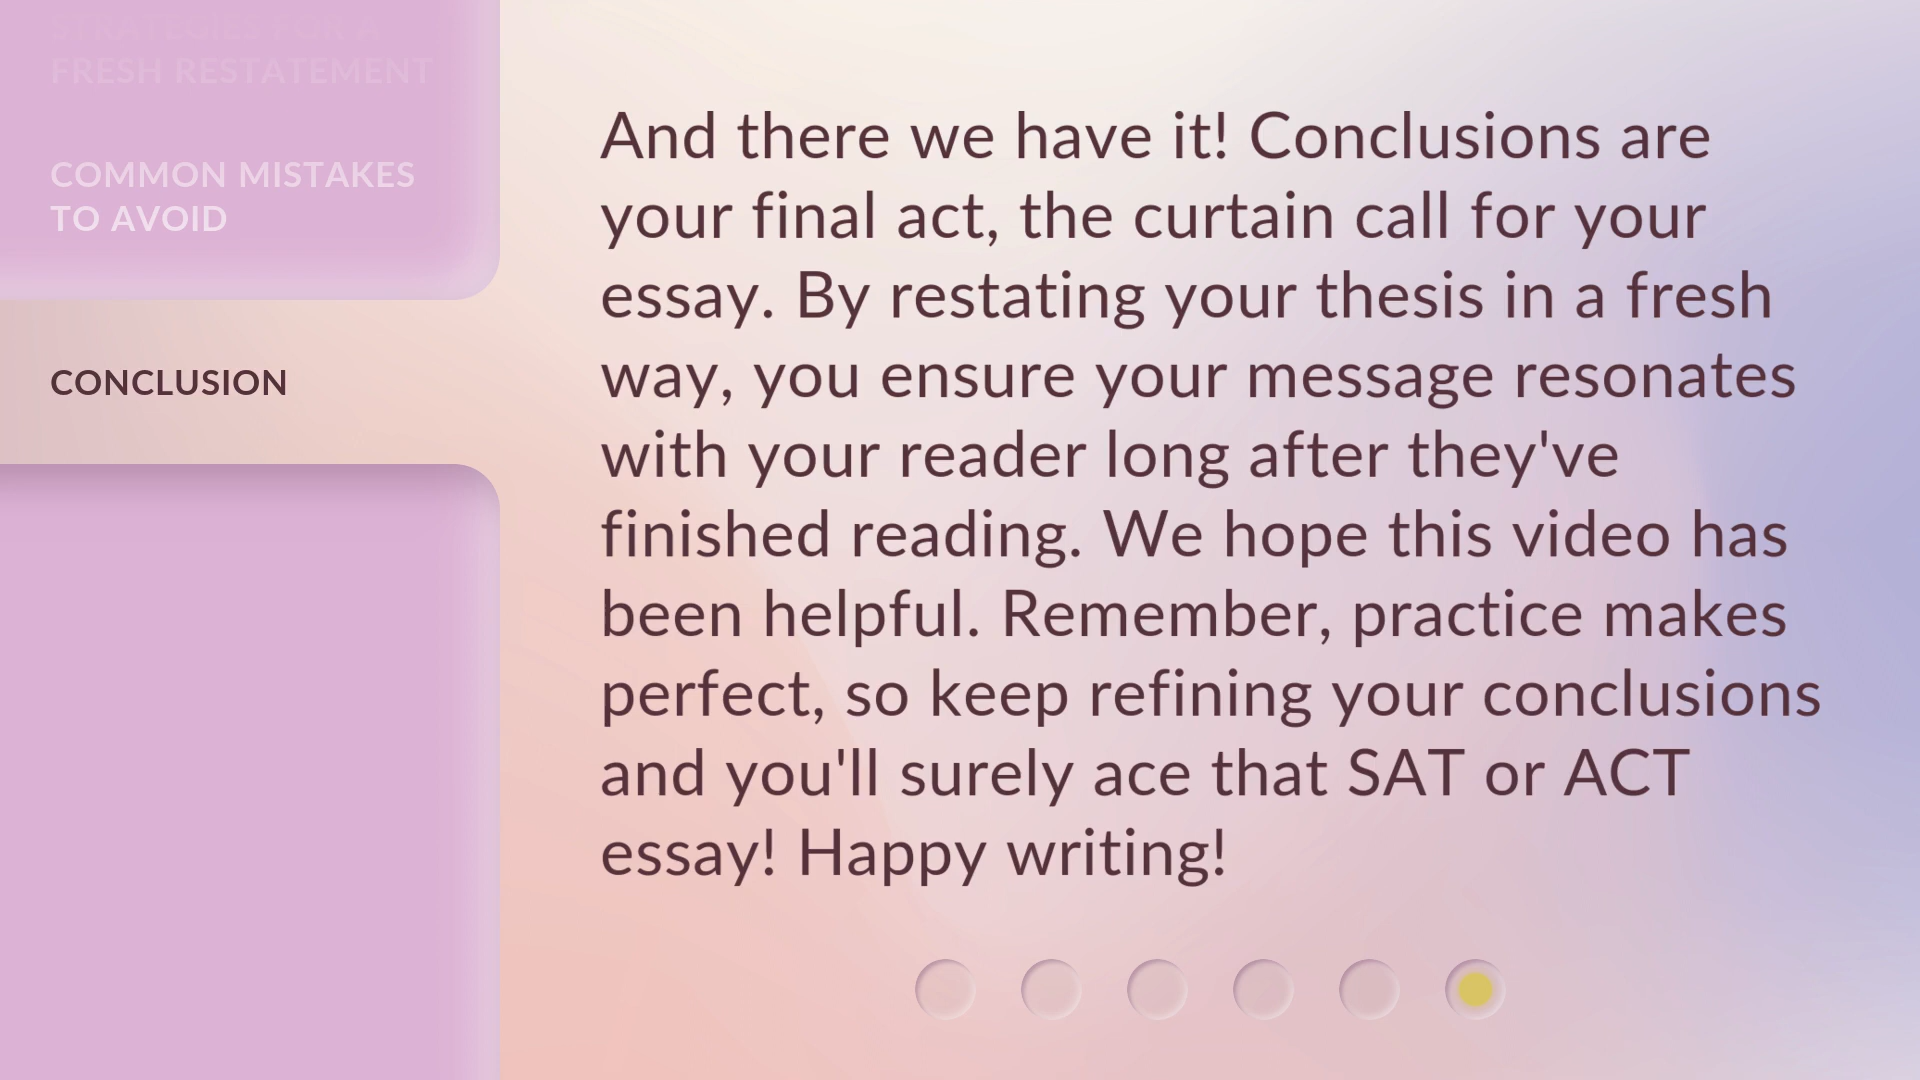 STRATEGIES FOR A
FRESH RESTATEMENT
COMMON MISTAKES
TO AVOID
CONCLUSION
And there we have it! Conclusions are
your final act, the curtain call for your
essay. By restating your thesis in a fresh
way, you ensure your message resonates
with your reader long after they've
finished reading. We hope this video has
been helpful. Remember, practice makes
perfect, so keep refining your conclusions
and you'll surely ace that SAT or ACT
essay! Happy writing!